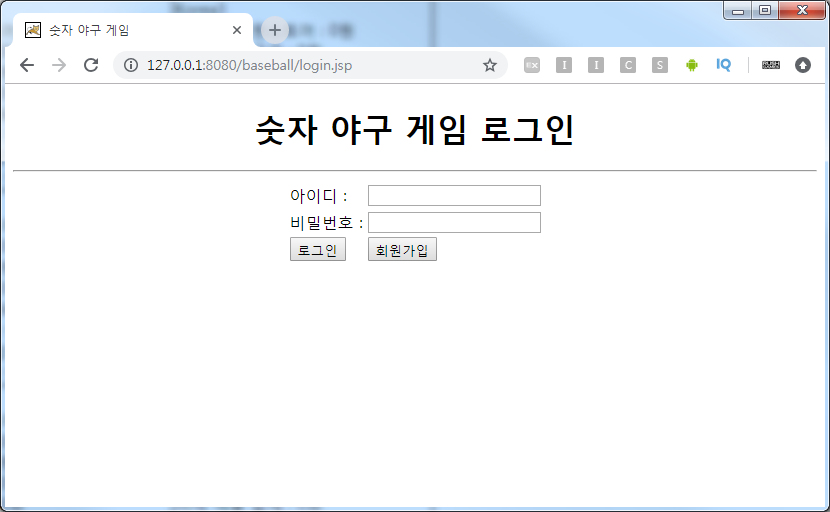 숫자 야구 게임
127.0.0.1:8080/baseball/login.jsp
I I C S IQ
숫자 야구 게임 로그인
아이디 :
비밀번호 :
로그인 회원가입